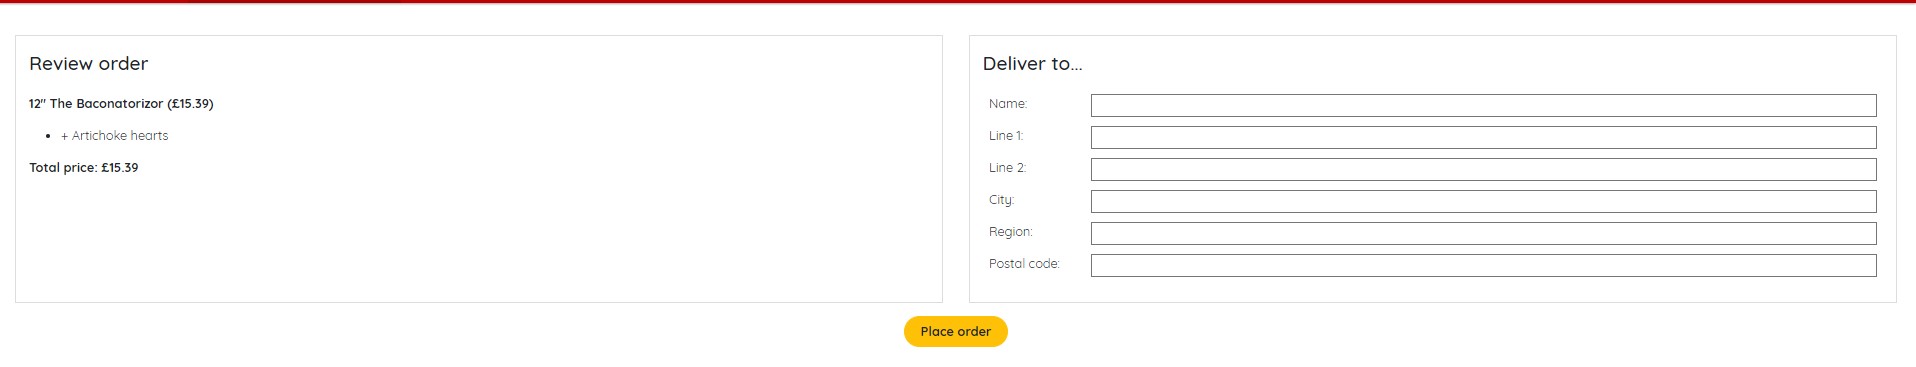 Review order
12" The Baconatorizor (£15.39)
+ Artichoke hearts
Total price: £15.39
Deliver to...
Name:
Line 1:
Line 2:
City:
Region:
Postal code:
Place order